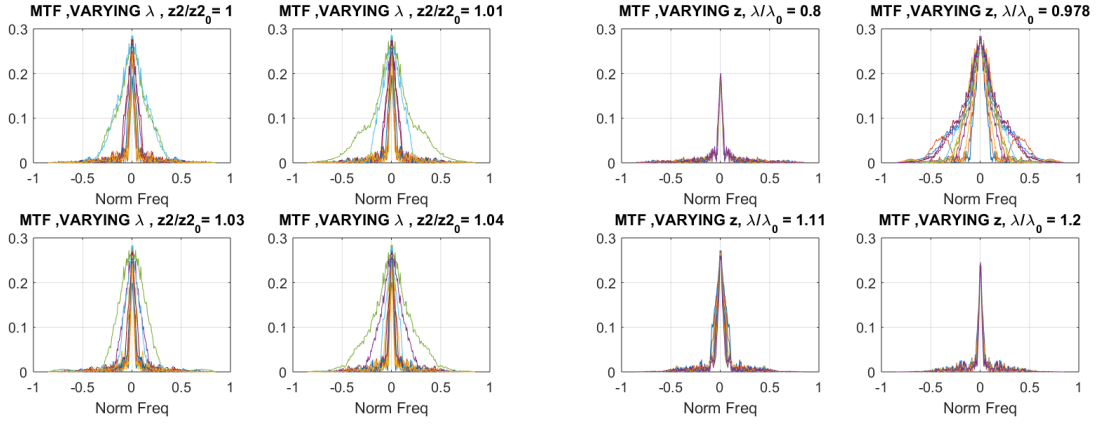 MTF ,VARYING λ , z2/z2₀= 1
MTF ,VARYING λ , z2/z2₀= 1.01
MTF ,VARYING z, λ/λ₀ = 0.8
MTF ,VARYING z, λ/λ₀ = 0.978
0.3
0.2
0.1
0
-1 -0.5 0 0.5 1
Norm Freq
0.3
0.2
0.1
0
-1 -0.5 0 0.5 1
Norm Freq
0.3
0.2
0.1
0
-1 -0.5 0 0.5 1
Norm Freq
0.3
0.2
0.1
0
-1 -0.5 0 0.5 1
Norm Freq
MTF ,VARYING λ , z2/z2₀= 1.03
MTF ,VARYING λ , z2/z2₀= 1.04
MTF ,VARYING z, λ/λ₀ = 1.11
MTF ,VARYING z, λ/λ₀ = 1.2
0.3
0.2
0.1
0
-1 -0.5 0 0.5 1
Norm Freq
0.3
0.2
0.1
0
-1 -0.5 0 0.5 1
Norm Freq
0.3
0.2
0.1
0
-1 -0.5 0 0.5 1
Norm Freq
0.3
0.2
0.1
0
-1 -0.5 0 0.5 1
Norm Freq